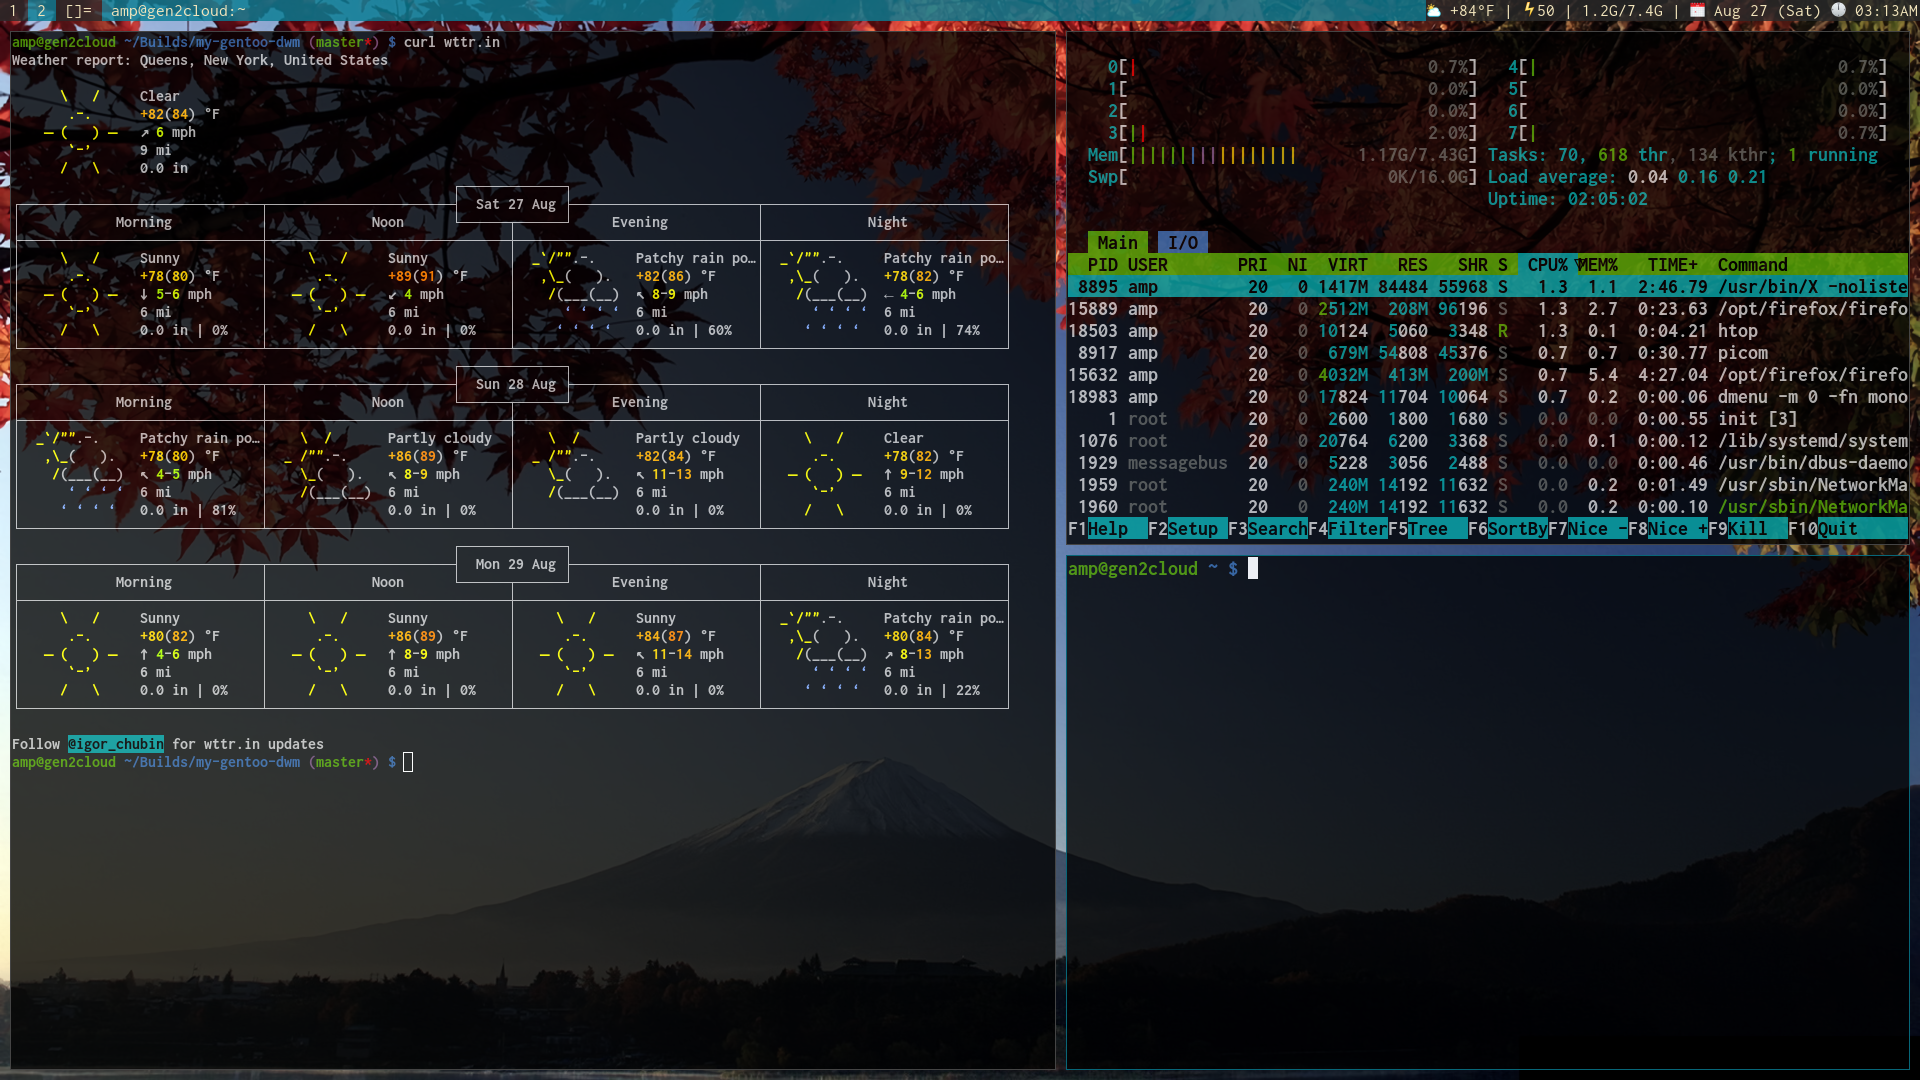 1 2 []= amp@gen2cloud:~ +84°F | 50 | 1.2G/7.4G | Aug 27 (Sat) 03:13AM
amp@gen2cloud ~/Builds/my-gentoo-dwm (master*) $ curl wttr.in
Weather report: Queens, New York, United States
Clear
+82(84) °F
↗ 6 mph
9 mi
0.0 in
Sat 27 Aug
Morning Noon Evening Night
Sunny Sunny Patchy rain po… Patchy rain po…
+78(80) °F +89(91) °F +82(86) °F +78(82) °F
↓ 5-6 mph ↙ 4 mph ↖ 8-9 mph ← 4-6 mph
6 mi 6 mi 6 mi 6 mi
0.0 in | 0% 0.0 in | 0% 0.0 in | 60% 0.0 in | 74%
Sun 28 Aug
Morning Noon Evening Night
Patchy rain po… Partly cloudy Partly cloudy Clear
+78(80) °F +86(89) °F +82(84) °F +78(82) °F
↖ 4-5 mph ↖ 8-9 mph ↖ 11-13 mph ↑ 9-12 mph
6 mi 6 mi 6 mi 6 mi
0.0 in | 81% 0.0 in | 0% 0.0 in | 0% 0.0 in | 0%
Mon 29 Aug
Morning Noon Evening Night
Sunny Sunny Sunny Patchy rain po…
+80(82) °F +86(89) °F +84(87) °F +80(84) °F
↑ 4-6 mph ↑ 8-9 mph ↖ 11-14 mph ↗ 8-13 mph
6 mi 6 mi 6 mi 6 mi
0.0 in | 0% 0.0 in | 0% 0.0 in | 0% 0.0 in | 22%
Follow @igor_chubin for wttr.in updates
amp@gen2cloud ~/Builds/my-gentoo-dwm (master*) $
0[| 0.7%] 4[| 0.7%]
1[ 0.0%] 5[ 0.0%]
2[ 0.0%] 6[ 0.0%]
3[|| 2.0%] 7[| 0.7%]
Mem[||||||||||||||||| 1.17G/7.43G] Tasks: 70, 618 thr, 134 kthr; 1 running
Swp[ 0K/16.0G] Load average: 0.04 0.16 0.21
Uptime: 02:05:02
Main I/O
PID USER PRI NI VIRT RES SHR S CPU%▽MEM% TIME+ Command
8895 amp 20 0 1417M 84484 55968 S 1.3 1.1 2:46.79 /usr/bin/X -noliste
15889 amp 20 0 2512M 208M 96196 S 1.3 2.7 0:23.63 /opt/firefox/firefo
18503 amp 20 0 10124 5060 3348 R 1.3 0.1 0:04.21 htop
8917 amp 20 0 679M 54808 45376 S 0.7 0.7 0:30.77 picom
15632 amp 20 0 4032M 413M 200M S 0.7 5.4 4:27.04 /opt/firefox/firefo
18983 amp 20 0 17824 11704 10064 S 0.7 0.2 0:00.06 dmenu -m 0 -fn mono
1 root 20 0 2600 1800 1680 S 0.0 0.0 0:00.55 init [3]
1076 root 20 0 20764 6200 3368 S 0.0 0.1 0:00.12 /lib/systemd/system
1929 messagebus 20 0 5228 3056 2488 S 0.0 0.0 0:00.46 /usr/bin/dbus-daemo
1959 root 20 0 240M 14192 11632 S 0.0 0.2 0:01.49 /usr/sbin/NetworkMa
1960 root 20 0 240M 14192 11632 S 0.0 0.2 0:00.10 /usr/sbin/NetworkMa
F1Help F2Setup F3SearchF4FilterF5Tree F6SortByF7Nice -F8Nice +F9Kill F10Quit
amp@gen2cloud ~ $